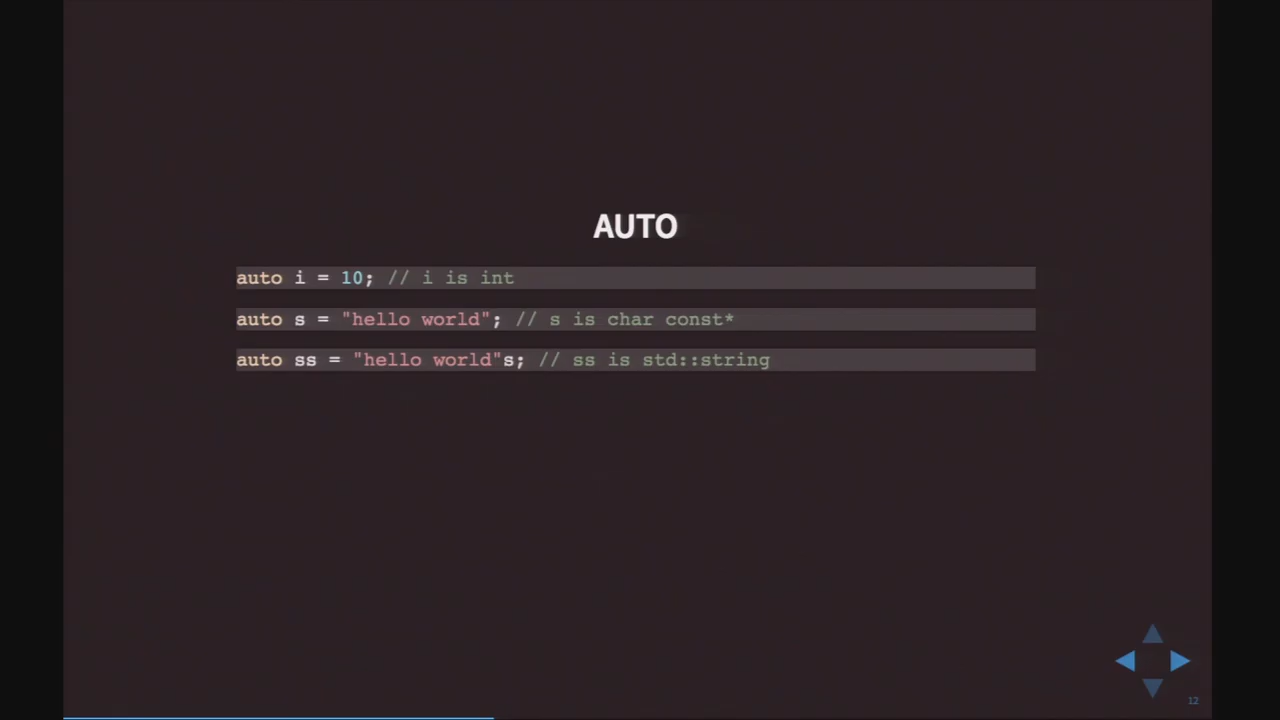 AUTO
auto i = 10; // i is int
auto s = "hello world"; // s is char const*
auto ss = "hello world"s; // ss is std::string
12